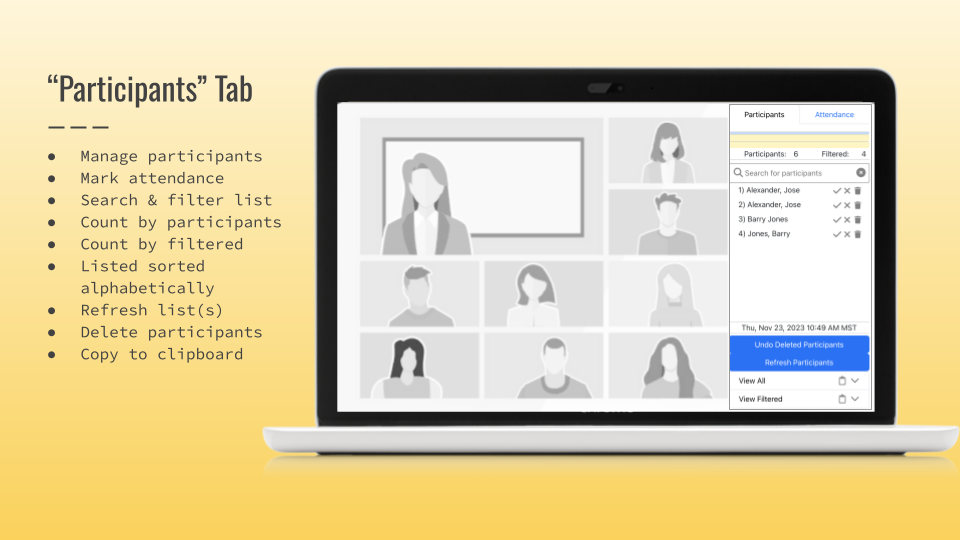 “Participants” Tab
● Manage participants
● Mark attendance
● Search & filter list
● Count by participants
● Count by filtered
● Listed sorted
alphabetically
● Refresh list(s)
● Delete participants
● Copy to clipboard
Participants Attendance
Participants: 6 Filtered: 4
Search for participants
1) Alexander, Jose
2) Alexander, Jose
3) Barry Jones
4) Jones, Barry
Thu, Nov 23, 2023 10:49 AM MST
Undo Deleted Participants
Refresh Participants
View All
View Filtered